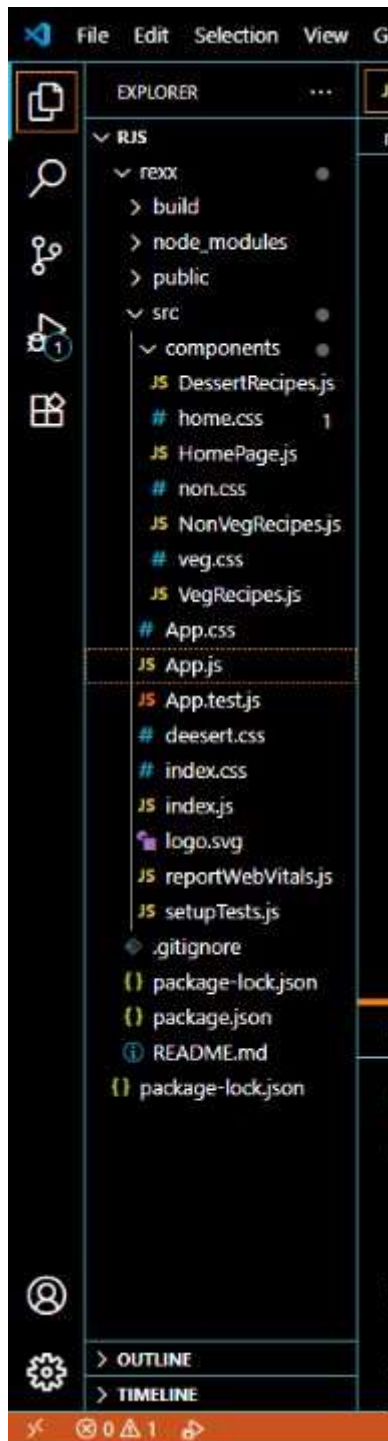 File Edit Selection View G
EXPLORER ...
RJS
rexx
build
node_modules
public
src
components
JS DessertRecipes.js
# home.css 1
JS HomePage.js
# non.css
JS NonVegRecipes.js
# veg.css
JS VegRecipes.js
# App.css
JS App.js
JS App.test.js
# deesert.css
# index.css
JS index.js
logo.svg
JS reportWebVitals.js
JS setupTests.js
.gitignore
{} package-lock.json
{} package.json
README.md
{} package-lock.json
1
OUTLINE
TIMELINE
0 1